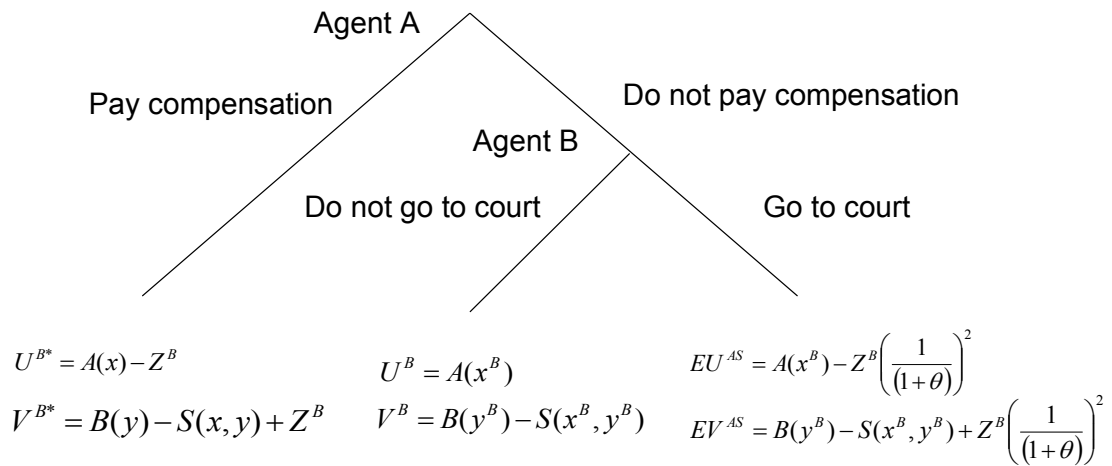 Agent A
Pay compensation
Do not pay compensation
Agent B
Do not go to court
Go to court
U^{B*} = A(x) − Z^B
V^{B*} = B(y) − S(x, y) + Z^B
U^B = A(x^B)
V^B = B(y^B) − S(x^B, y^B)
EU^{AS} = A(x^B) − Z^B (1/(1+θ))^2
EV^{AS} = B(y^B) − S(x^B, y^B) + Z^B (1/(1+θ))^2